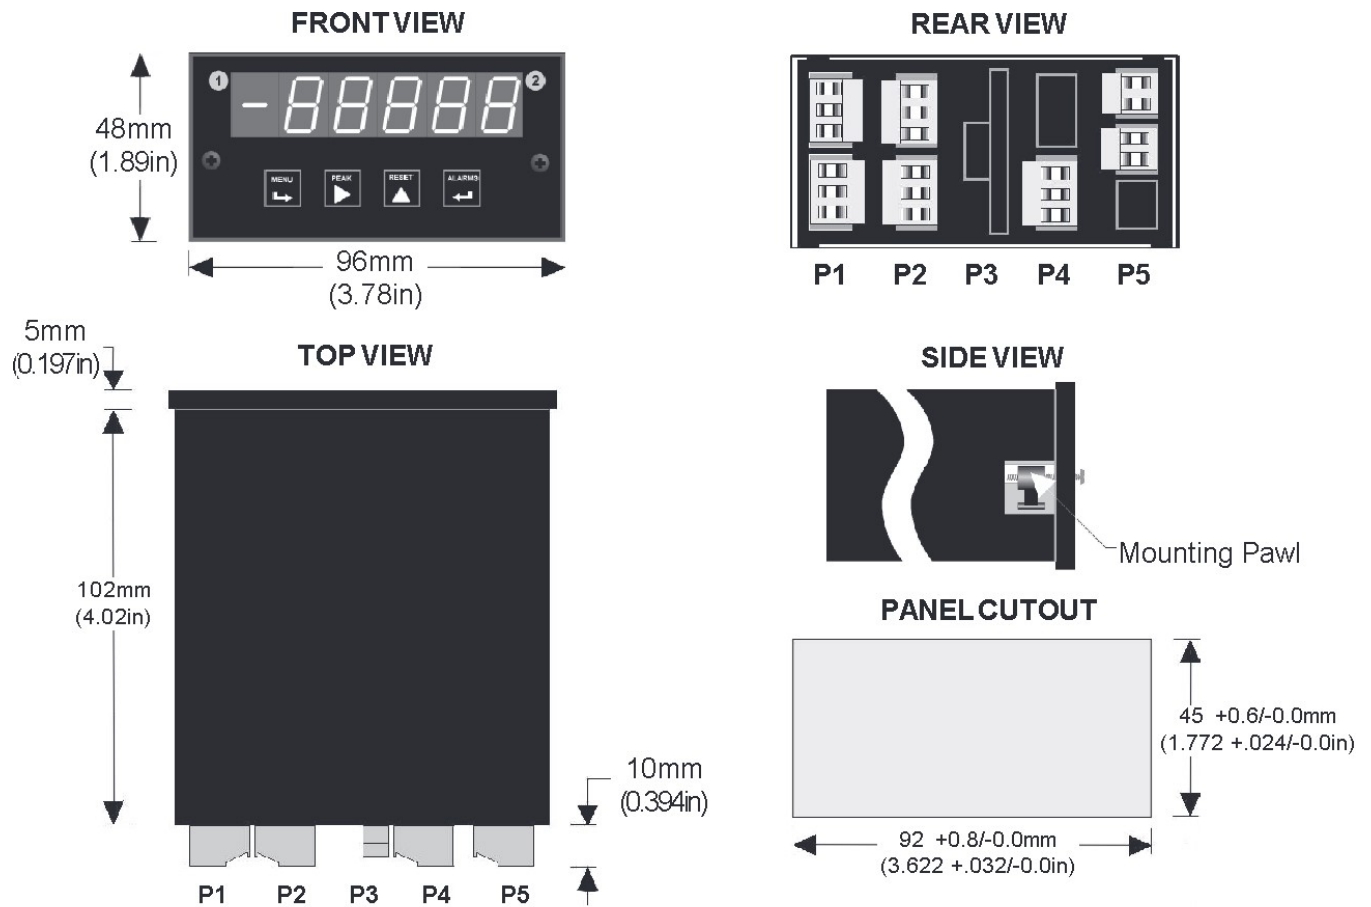 FRONT VIEW
48mm
(1.89in)
1
-88888
2
MENU
PEAK
RESET
ALARMS
96mm
(3.78in)
REAR VIEW
P1 P2 P3 P4 P5
TOP VIEW
5mm
(0.197in)
102mm
(4.02in)
10mm
(0.394in)
P1 P2 P3 P4 P5
SIDE VIEW
Mounting Pawl
PANEL CUTOUT
45 +0.6/-0.0mm
(1.772 +.024/-0.0in)
92 +0.8/-0.0mm
(3.622 +.032/-0.0in)